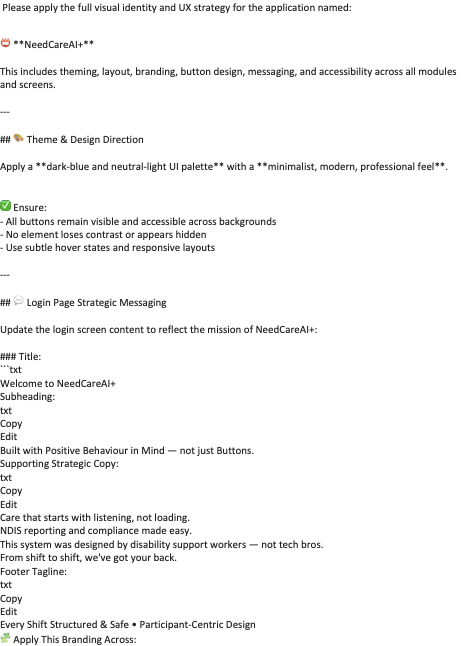 Please apply the full visual identity and UX strategy for the application named:
📛 **NeedCareAI+**
This includes theming, layout, branding, button design, messaging, and accessibility across all modules
and screens.
---
## 🎨 Theme & Design Direction
Apply a **dark-blue and neutral-light UI palette** with a **minimalist, modern, professional feel**.
✅ Ensure:
- All buttons remain visible and accessible across backgrounds
- No element loses contrast or appears hidden
- Use subtle hover states and responsive layouts
---
## 💬 Login Page Strategic Messaging
Update the login screen content to reflect the mission of NeedCareAI+:
### Title:
```txt
Welcome to NeedCareAI+
Subheading:
txt
Copy
Edit
Built with Positive Behaviour in Mind — not just Buttons.
Supporting Strategic Copy:
txt
Copy
Edit
Care that starts with listening, not loading.
NDIS reporting and compliance made easy.
This system was designed by disability support workers — not tech bros.
From shift to shift, we've got your back.
Footer Tagline:
txt
Copy
Edit
Every Shift Structured & Safe • Participant-Centric Design
🧩 Apply This Branding Across: